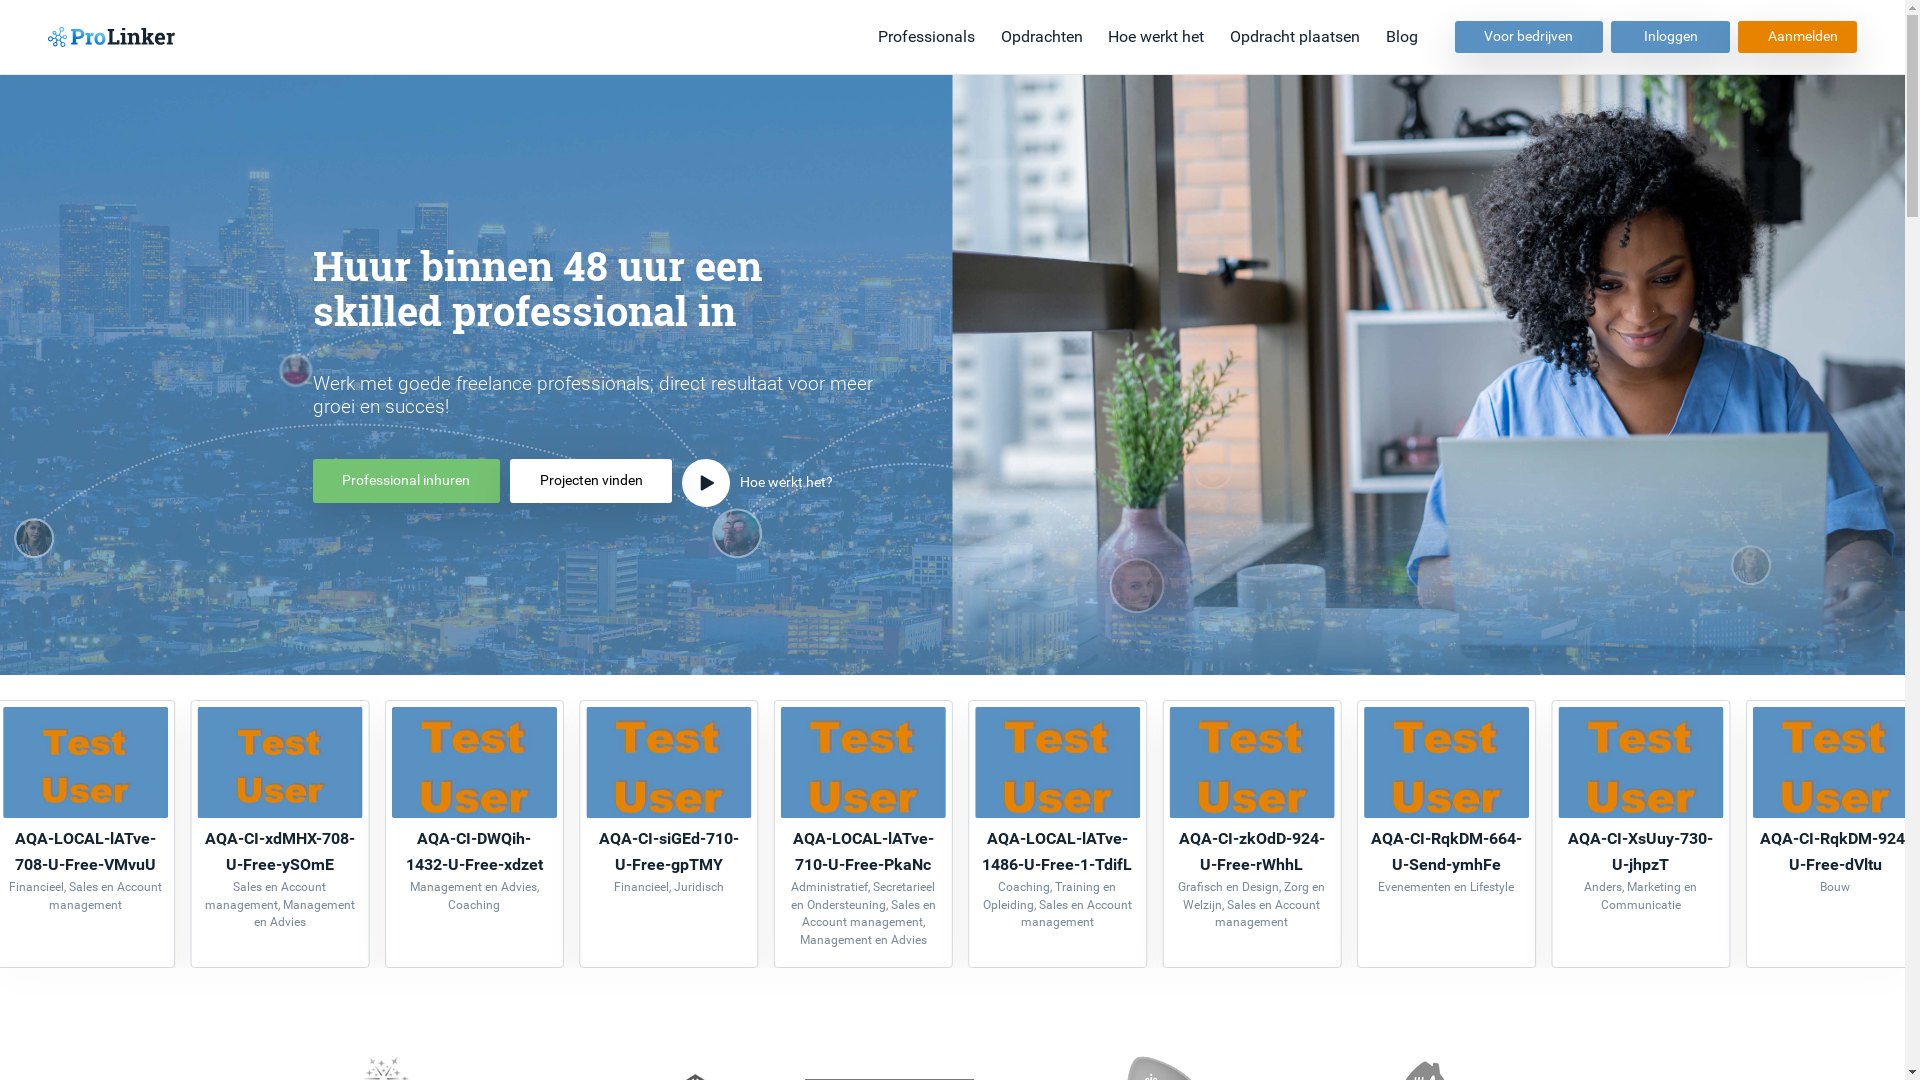 ProLinker
Professionals
Opdrachten
Hoe werkt het
Opdracht plaatsen
Blog
Voor bedrijven
Inloggen
Aanmelden
Huur binnen 48 uur een
skilled professional in
Werk met goede freelance professionals; direct resultaat voor meer
groei en succes!
Professional inhuren
Projecten vinden
Hoe werkt het?
Test
User
AQA-LOCAL-lATve-
708-U-Free-VMvuU
Financieel, Sales en Account
management
Test
User
AQA-CI-xdMHX-708-
U-Free-ySOmE
Sales en Account
management, Management
en Advies
Test
User
AQA-CI-DWQih-
1432-U-Free-xdzet
Management en Advies,
Coaching
Test
User
AQA-CI-siGEd-710-
U-Free-gpTMY
Financieel, Juridisch
Test
User
AQA-LOCAL-lATve-
710-U-Free-PkaNc
Administratief, Secretarieel
en Ondersteuning, Sales en
Account management,
Management en Advies
Test
User
AQA-LOCAL-lATve-
1486-U-Free-1-TdifL
Coaching, Training en
Opleiding, Sales en Account
management
Test
User
AQA-CI-zkOdD-924-
U-Free-rWhhL
Grafisch en Design, Zorg en
Welzijn, Sales en Account
management
Test
User
AQA-CI-RqkDM-664-
U-Send-ymhFe
Evenementen en Lifestyle
Test
User
AQA-CI-XsUuy-730-
U-jhpzT
Anders, Marketing en
Communicatie
Test
User
AQA-CI-RqkDM-924
U-Free-dVltu
Bouw